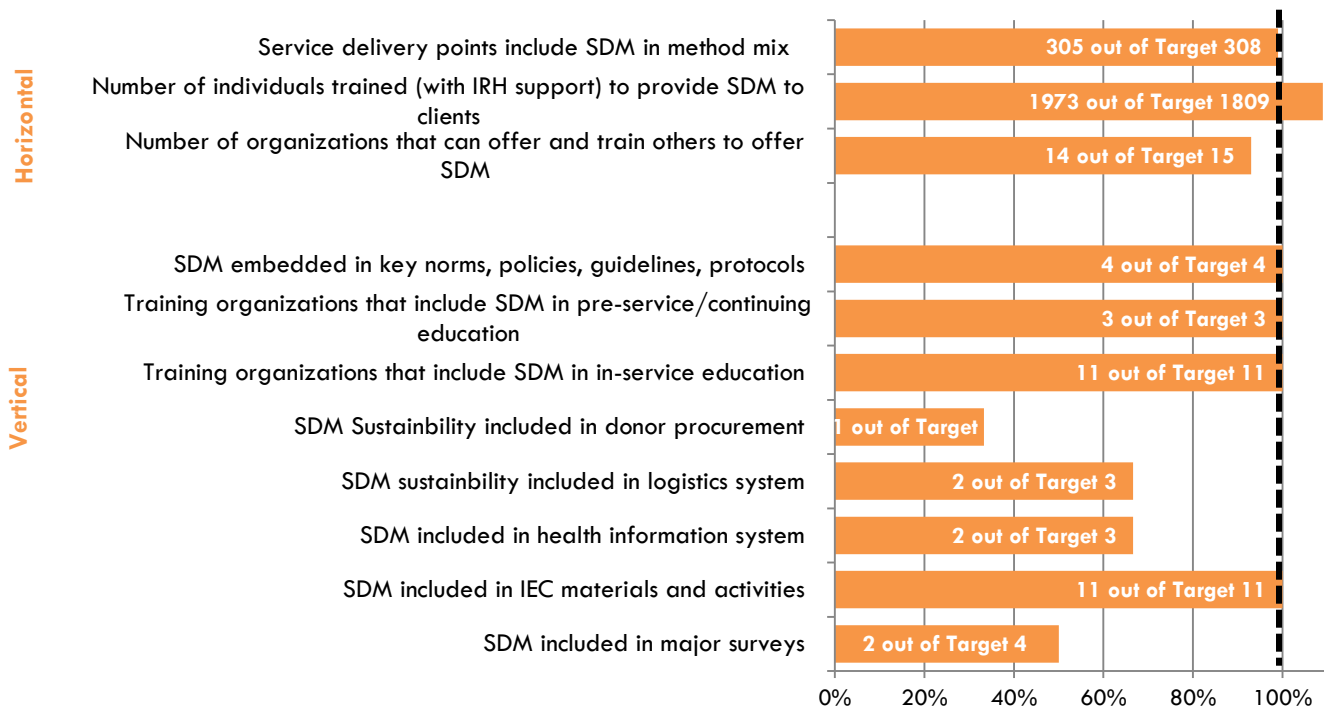 Horizontal
Service delivery points include SDM in method mix
305 out of Target 308
Number of individuals trained (with IRH support) to provide SDM to
clients
1973 out of Target 1809
Number of organizations that can offer and train others to offer
SDM
14 out of Target 15
Vertical
SDM embedded in key norms, policies, guidelines, protocols
4 out of Target 4
Training organizations that include SDM in pre-service/continuing
education
3 out of Target 3
Training organizations that include SDM in in-service education
11 out of Target 11
SDM Sustainbility included in donor procurement
1 out of Target
SDM sustainbility included in logistics system
2 out of Target 3
SDM included in health information system
2 out of Target 3
SDM included in IEC materials and activities
11 out of Target 11
SDM included in major surveys
2 out of Target 4
0% 20% 40% 60% 80% 100%